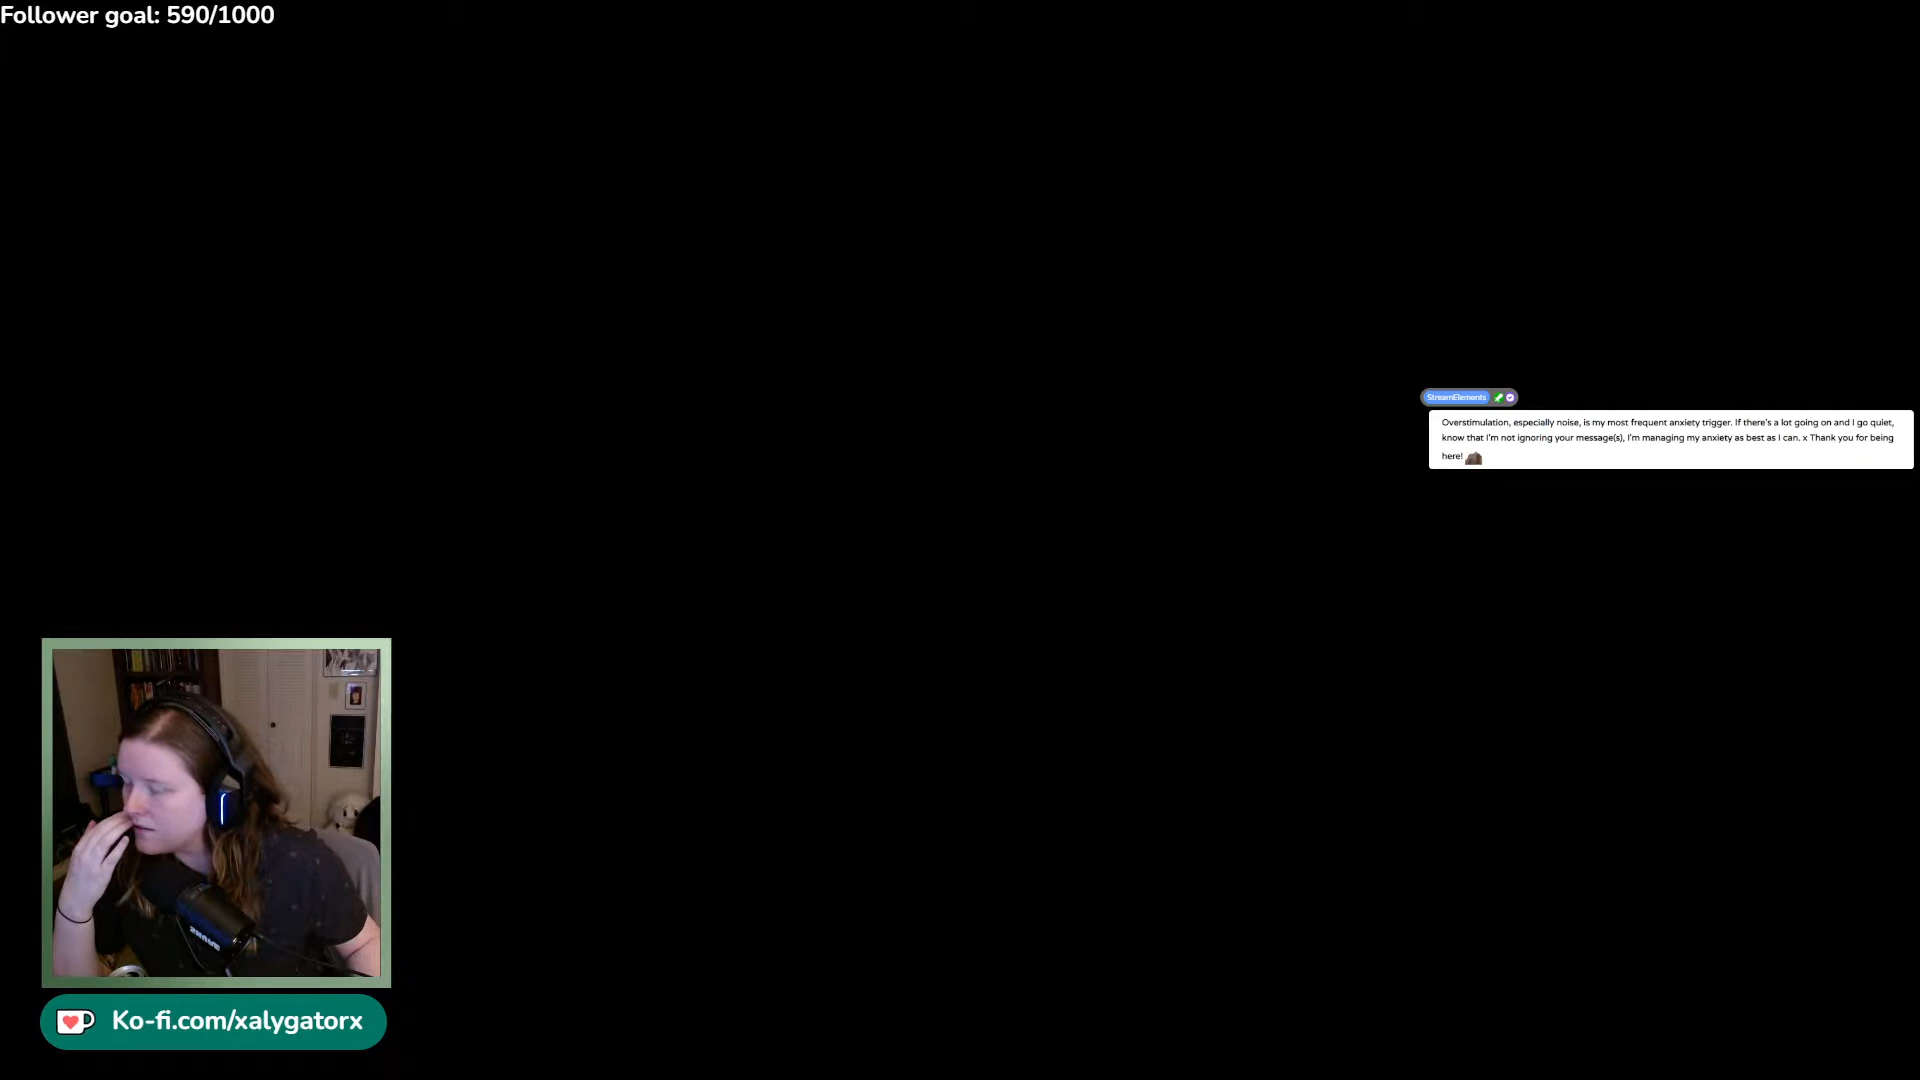 Follower goal: 590/1000
StreamElements
Overstimulation, especially noise, is my most frequent anxiety trigger. If there's a lot going on and I go quiet,
know that I'm not ignoring your message(s), I'm managing my anxiety as best as I can. x Thank you for being
here!
SHURE
Ko-fi.com/xalygatorx